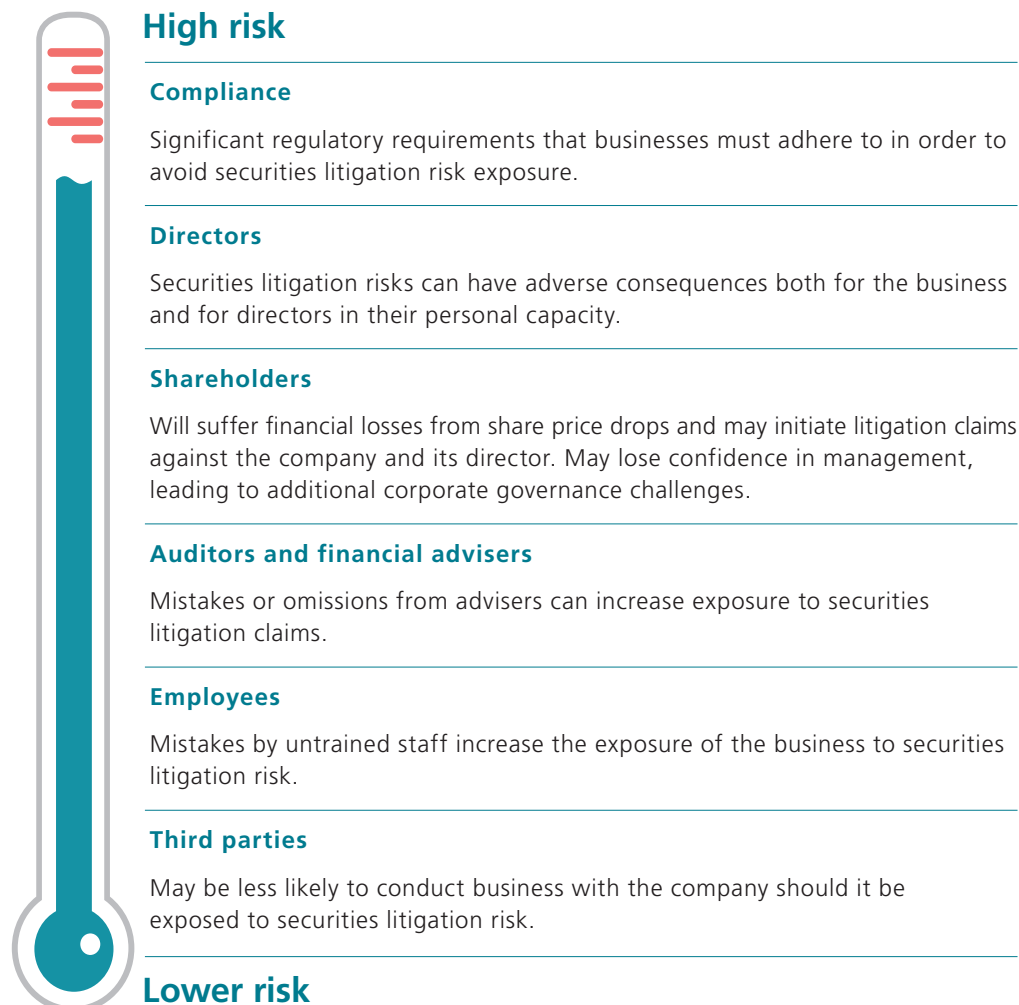 High risk
Compliance
Significant regulatory requirements that businesses must adhere to in order to
avoid securities litigation risk exposure.
Directors
Securities litigation risks can have adverse consequences both for the business
and for directors in their personal capacity.
Shareholders
Will suffer financial losses from share price drops and may initiate litigation claims
against the company and its director. May lose confidence in management,
leading to additional corporate governance challenges.
Auditors and financial advisers
Mistakes or omissions from advisers can increase exposure to securities
litigation claims.
Employees
Mistakes by untrained staff increase the exposure of the business to securities
litigation risk.
Third parties
May be less likely to conduct business with the company should it be
exposed to securities litigation risk.
Lower risk